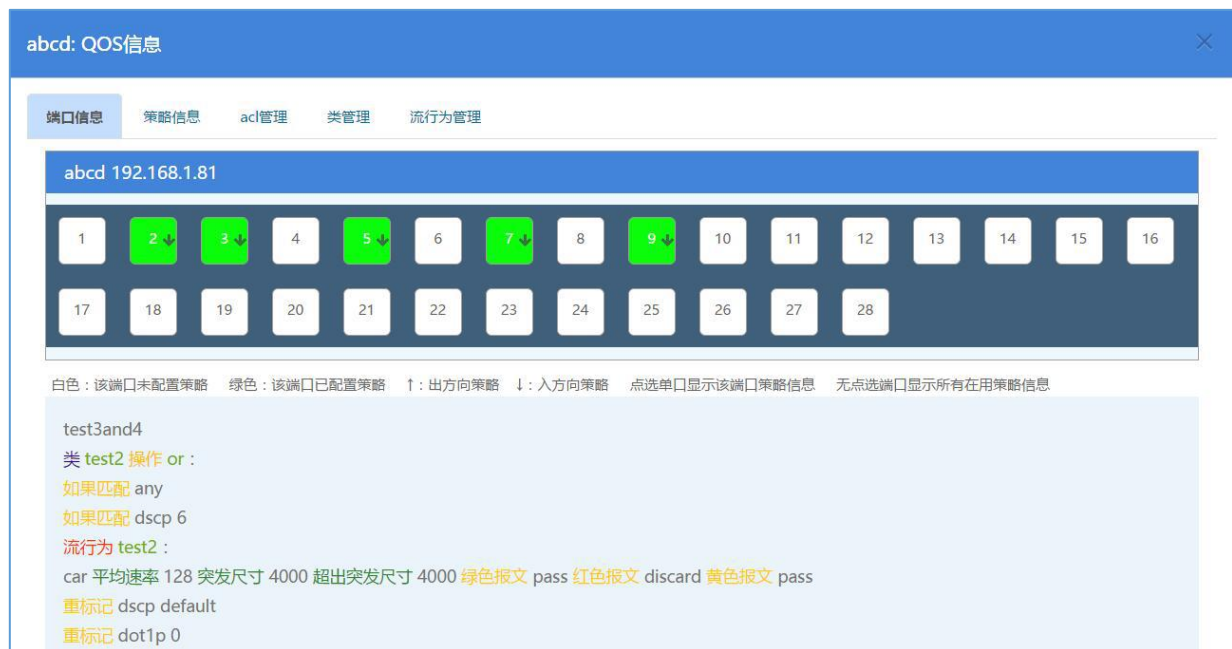 abcd: QOS信息
端口信息 策略信息 acl管理 类管理 流行为管理
abcd 192.168.1.81
1 2 3 4 5 6 7 8 9 10 11 12 13 14 15 16
17 18 19 20 21 22 23 24 25 26 27 28
白色：该端口未配置策略 绿色：该端口已配置策略 ↑：出方向策略 ↓：入方向策略 点选单口显示该端口策略信息 无点选端口显示所有在用策略信息
test3and4
类 test2 操作 or：
如果匹配 any
如果匹配 dscp 6
流行为 test2：
car 平均速率 128 突发尺寸 4000 超出突发尺寸 4000 绿色报文 pass 红色报文 discard 黄色报文 pass
重标记 dscp default
重标记 dot1p 0